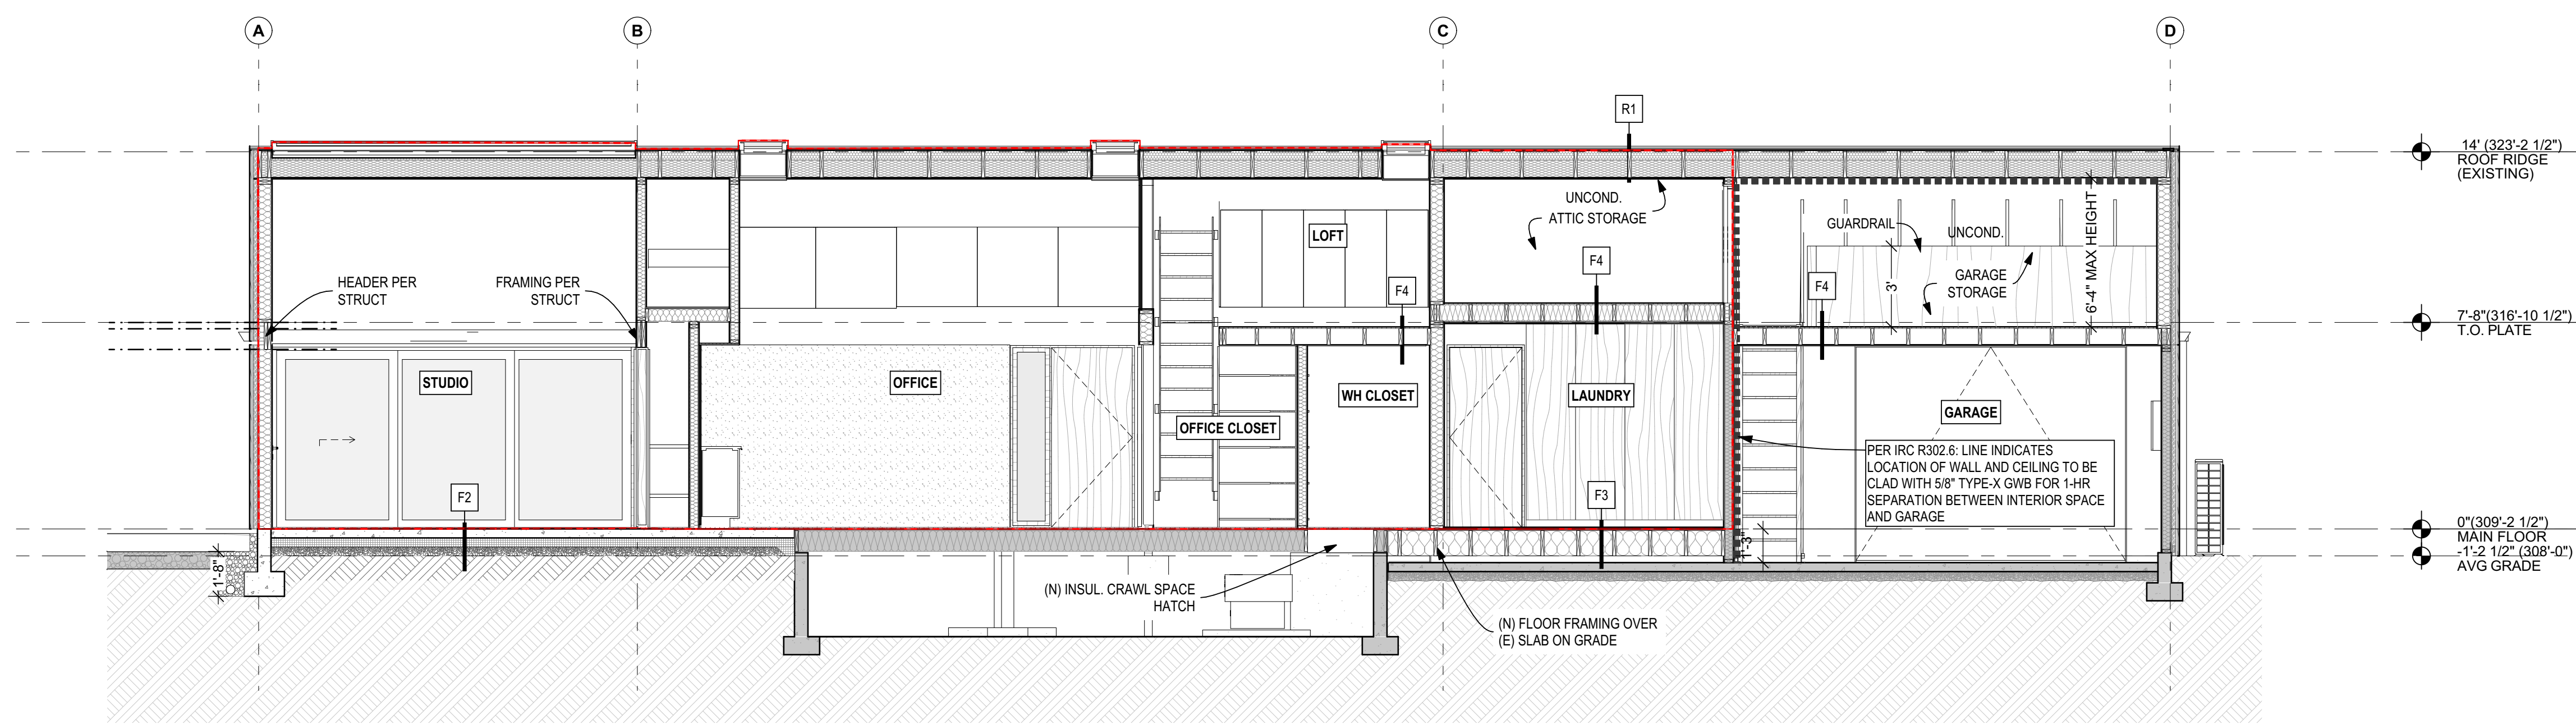 A
B
C
D
R1
14' (323'-2 1/2")
ROOF RIDGE
(EXISTING)
UNCOND.
ATTIC STORAGE
LOFT
GUARDRAIL
UNCOND.
6'-4" MAX HEIGHT
HEADER PER
STRUCT
FRAMING PER
STRUCT
F4
F4
F4
3'
GARAGE
STORAGE
7'-8"(316'-10 1/2")
T.O. PLATE
STUDIO
OFFICE
OFFICE CLOSET
WH CLOSET
LAUNDRY
GARAGE
PER IRC R302.6: LINE INDICATES
LOCATION OF WALL AND CEILING TO BE
CLAD WITH 5/8" TYPE-X GWB FOR 1-HR
SEPARATION BETWEEN INTERIOR SPACE
AND GARAGE
F2
F3
0"(309'-2 1/2")
MAIN FLOOR
-1'-2 1/2" (308'-0")
AVG GRADE
1'-8"
1'-3"
(N) INSUL. CRAWL SPACE
HATCH
(N) FLOOR FRAMING OVER
(E) SLAB ON GRADE